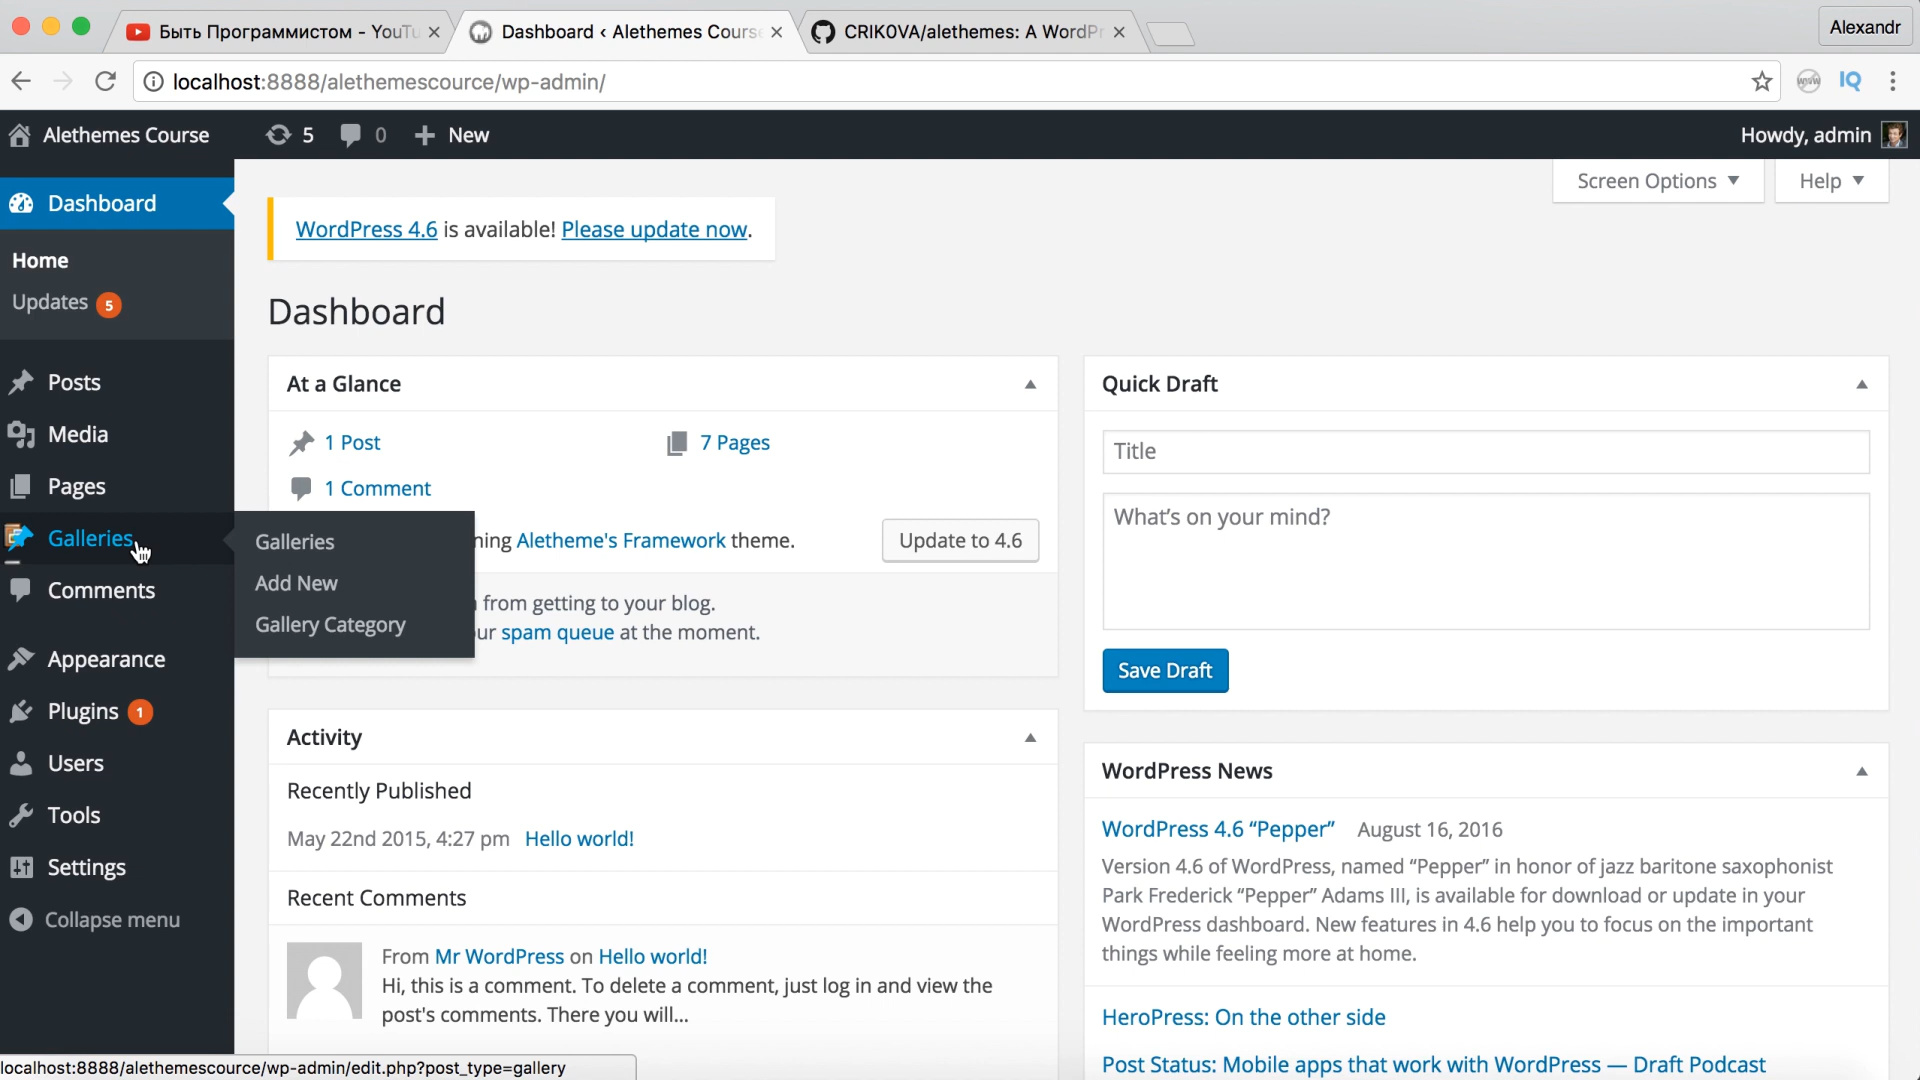 Быть Программистом - YouTu
Dashboard ‹ Alethemes Cours
CRIK0VA/alethemes: A WordPr
Alexandr
localhost:8888/alethemescource/wp-admin/
IQ
Alethemes Course
5
0
New
Howdy, admin
Screen Options
Help
Dashboard
WordPress 4.6 is available! Please update now.
Home
Updates 5
Dashboard
Posts
Media
Pages
Galleries
Comments
Appearance
Plugins 1
Users
Tools
Settings
Collapse menu
Galleries
Add New
Gallery Category
At a Glance
1 Post
7 Pages
1 Comment
ning Aletheme's Framework theme.
Update to 4.6
from getting to your blog.
ur spam queue at the moment.
Activity
Recently Published
May 22nd 2015, 4:27 pm Hello world!
Recent Comments
From Mr WordPress on Hello world!
Hi, this is a comment. To delete a comment, just log in and view the
post's comments. There you will...
Quick Draft
Title
What’s on your mind?
Save Draft
WordPress News
WordPress 4.6 “Pepper” August 16, 2016
Version 4.6 of WordPress, named “Pepper” in honor of jazz baritone saxophonist
Park Frederick “Pepper” Adams III, is available for download or update in your
WordPress dashboard. New features in 4.6 help you to focus on the important
things while feeling more at home.
HeroPress: On the other side
Post Status: Mobile apps that work with WordPress — Draft Podcast
localhost:8888/alethemescource/wp-admin/edit.php?post_type=gallery